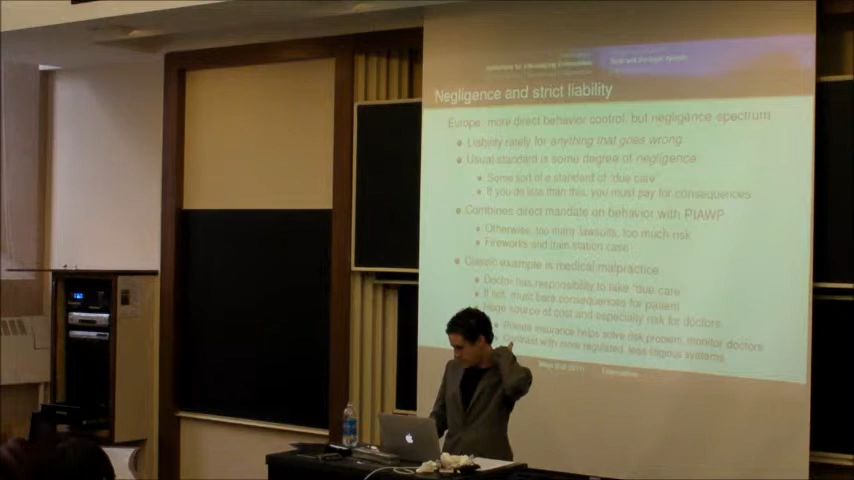 Negligence and strict liability
Europe: more direct behavior control, but negligence spectrum
Liability rarely for anything that goes wrong
Usual standard is some degree of negligence
Some sort of a standard of "due care"
If you do less than this, you must pay for consequences
Combines direct mandate on behavior with PIAWP
Otherwise, too many lawsuits, too much risk
Fireworks and train station case
Classic example is medical malpractice
Doctor has responsibility to take "due care"
If not, must bear consequences for patient
Huge source of cost and especially risk for doctors
Private insurance helps solve risk problem, monitor doctors
Contrast with more regulated, less litigious systems